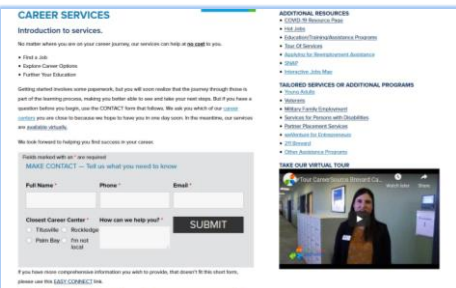 CAREER SERVICES
Introduction to services.
No matter where you are on your career journey, our services can help at no cost to you.
• Find a Job
• Explore Career Options
• Further Your Education
Getting started involves some paperwork, but you will soon realize that the journey through those is
part of the learning process, making you better able to see and take your next steps. But if you have a
question before you begin, use the CONTACT form that follows. We ask you which of our career
centers you are close to because we hope to have you in one day soon. In the meantime, our services
are available virtually.
We look forward to helping you find success in your career.
Fields marked with an * are required
MAKE CONTACT — Tell us what you need to know
Full Name *
Phone *
Email *
Closest Career Center *
How can we help you? *
Titusville
Rockledge
Palm Bay
I'm not
local
SUBMIT
If you have more comprehensive information you wish to provide, that doesn't fit this short form,
please use this EASY CONNECT link.
ADDITIONAL RESOURCES
• COVID-19 Resource Page
• Hot Jobs
• Education/Training/Assistance Programs
• Tour Of Services
• Applying for Reemployment Assistance
• SNAP
• Interactive Jobs Map
TAILORED SERVICES OR ADDITIONAL PROGRAMS
• Young Adults
• Veterans
• Military Family Employment
• Services for Persons with Disabilities
• Partner Placement Services
• weVenture for Entrepreneurs
• 211 Brevard
• Other Assistance Programs
TAKE OUR VIRTUAL TOUR
Tour CareerSource Brevard Ca...
Watch later
Share